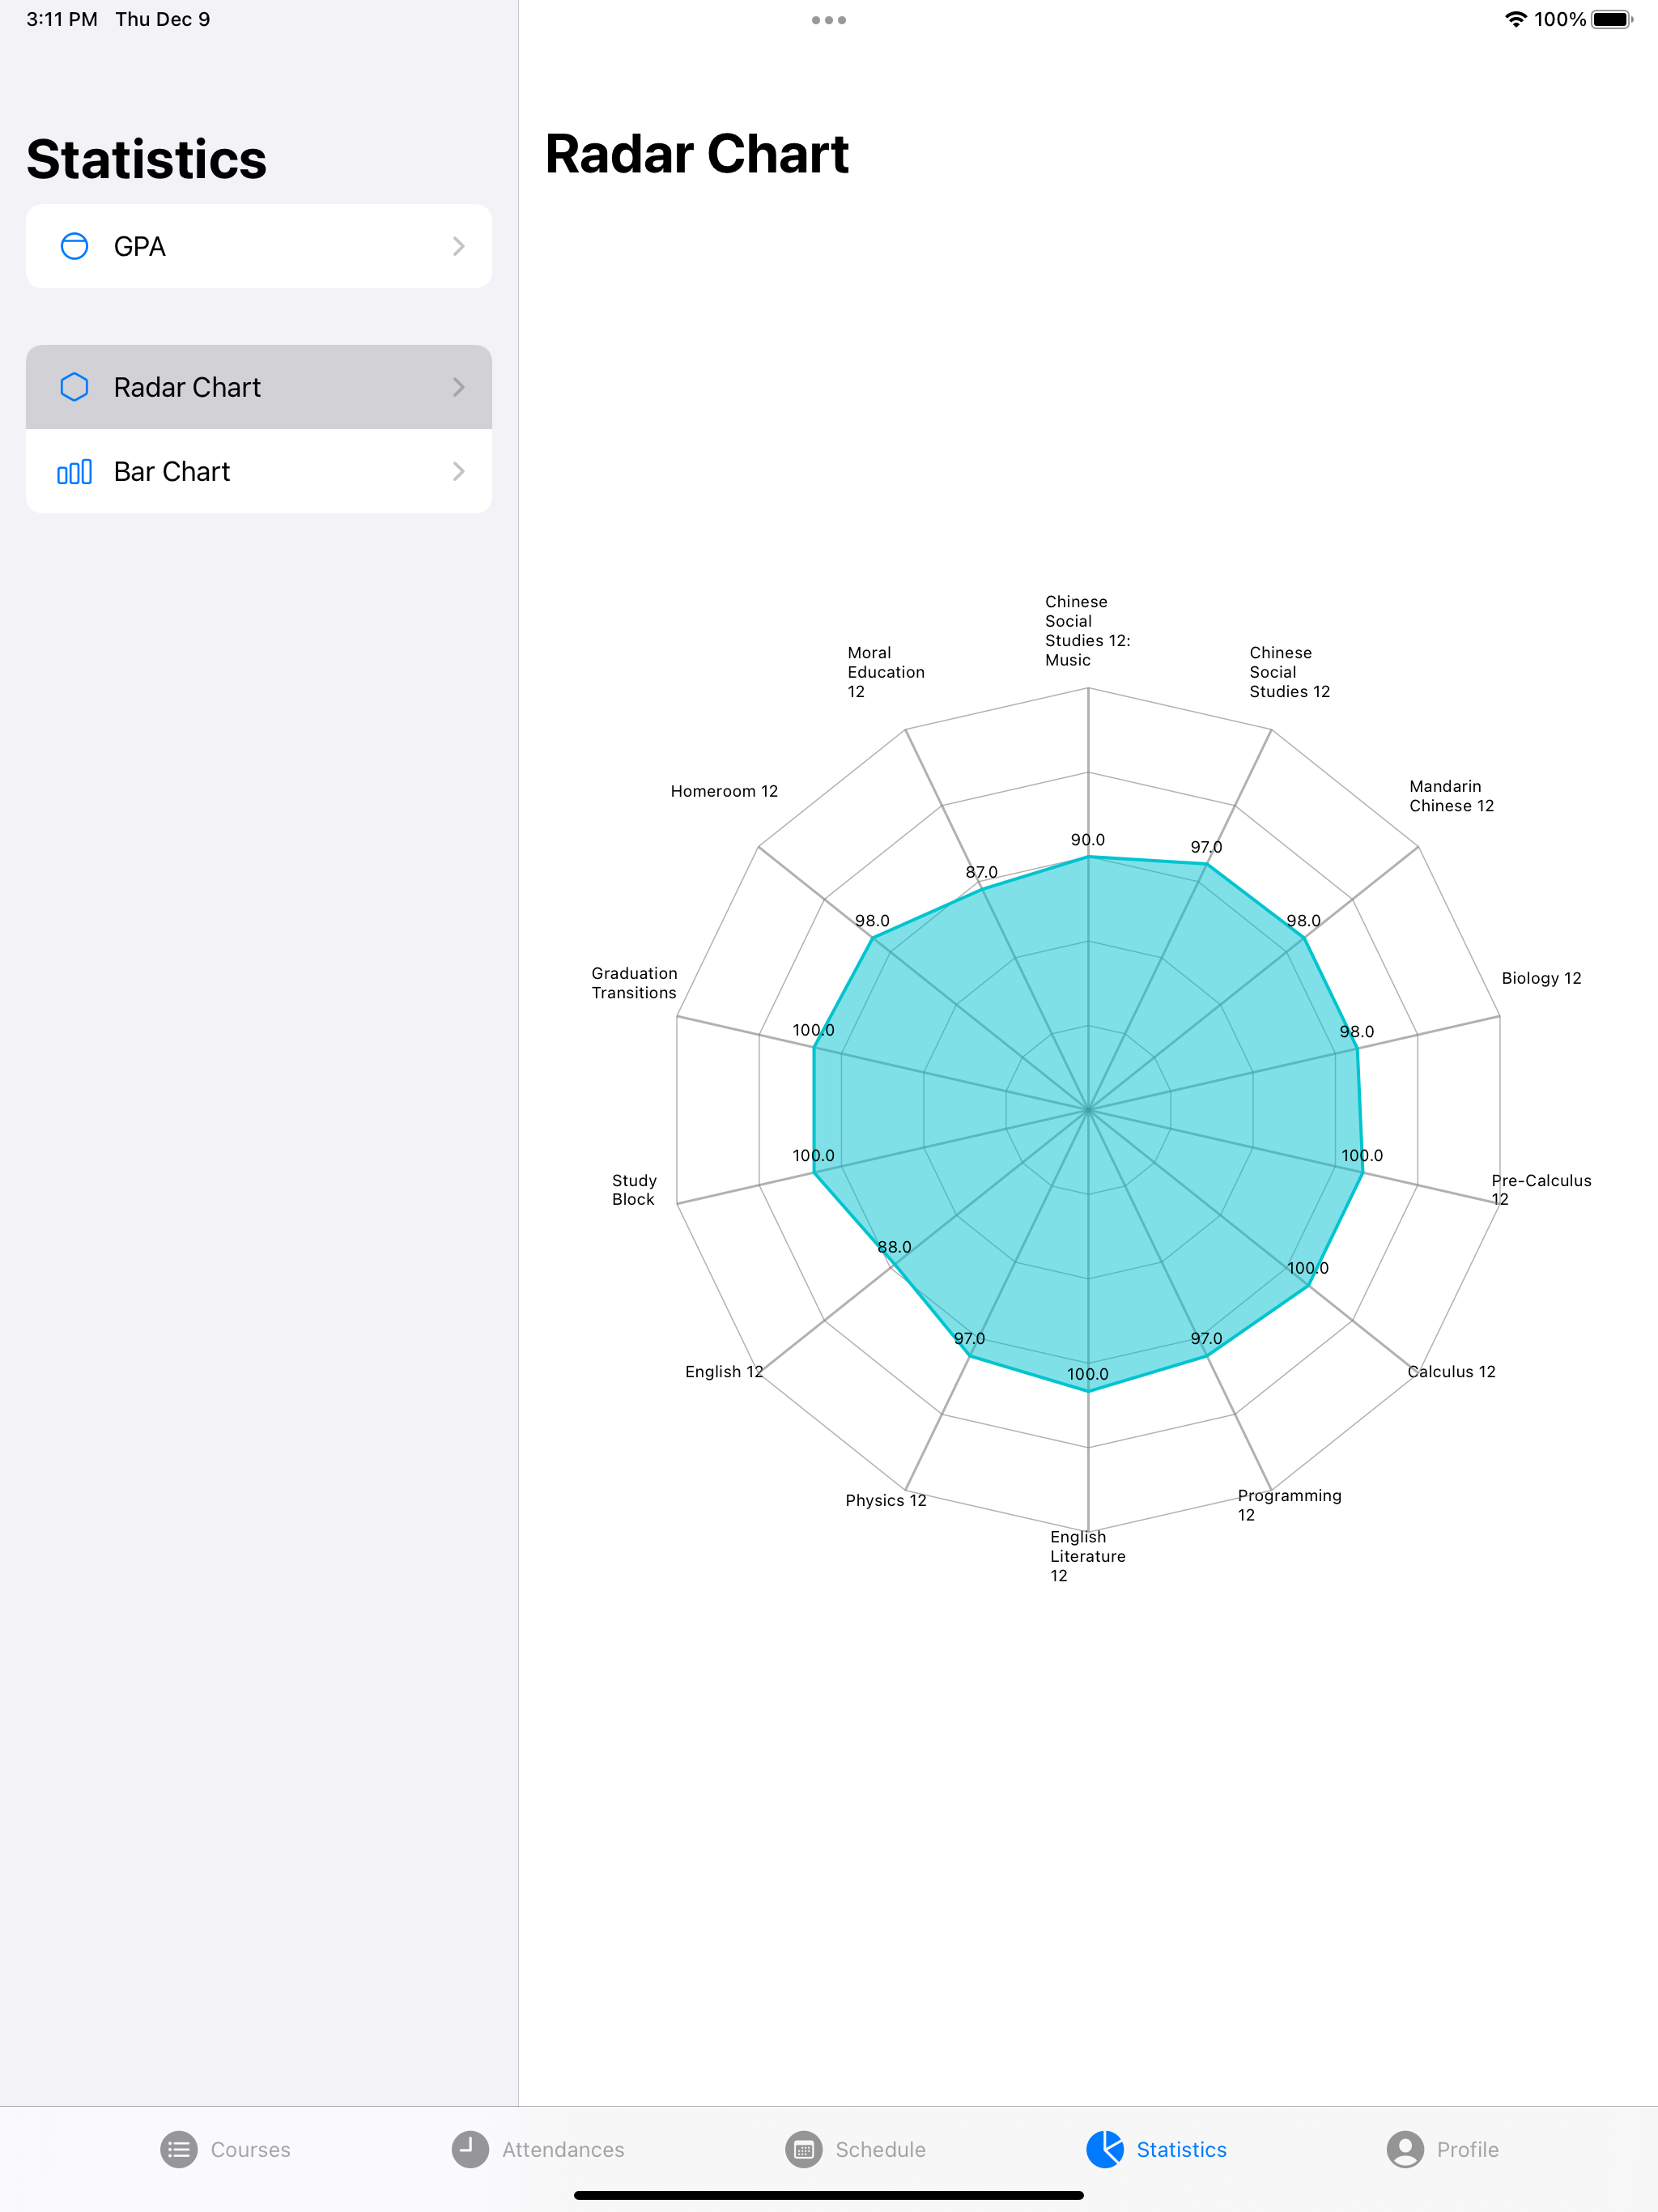 3:11 PM Thu Dec 9
100%
Statistics
GPA
Radar Chart
Bar Chart
Radar Chart
Chinese
Social
Studies 12:
Music
Chinese
Social
Studies 12
Mandarin
Chinese 12
Biology 12
Pre-Calculus
12
Calculus 12
Programming
12
English
Literature
12
Physics 12
English 12
Study
Block
Graduation
Transitions
Homeroom 12
Moral
Education
12
90.0
97.0
98.0
98.0
100.0
100.0
97.0
100.0
97.0
88.0
100.0
100.0
98.0
87.0
Courses
Attendances
Schedule
Statistics
Profile